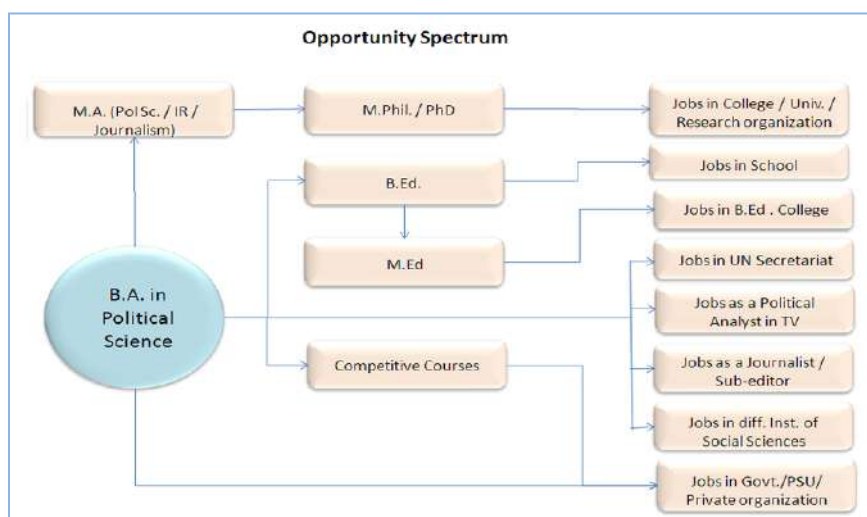 Opportunity Spectrum
M.A. (Pol Sc. / IR /
Journalism)
M.Phil. / PhD
Jobs in College / Univ. /
Research organization
B.Ed.
Jobs in School
M.Ed
Jobs in B.Ed . College
B.A. in
Political
Science
Jobs in UN Secretariat
Jobs as a Political
Analyst in TV
Competitive Courses
Jobs as a Journalist /
Sub-editor
Jobs in diff. Inst. of
Social Sciences
Jobs in Govt./PSU/
Private organization